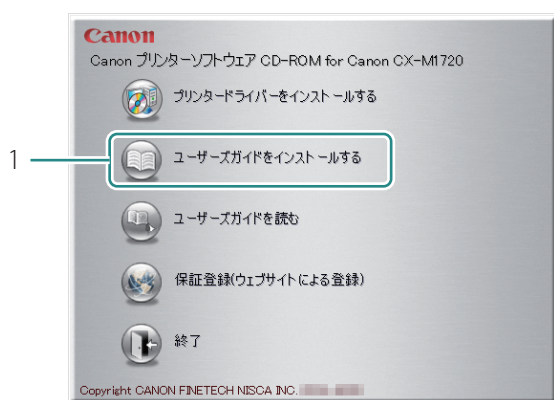 Canon
Canon プリンターソフトウェア CD-ROM for Canon CX-M1720
プリンタードライバーをインストールする
1
ユーザーズガイドをインストールする
ユーザーズガイドを読む
保証登録(ウェブサイトによる登録)
終了
Copyright CANON FINETECH NISCA INC.